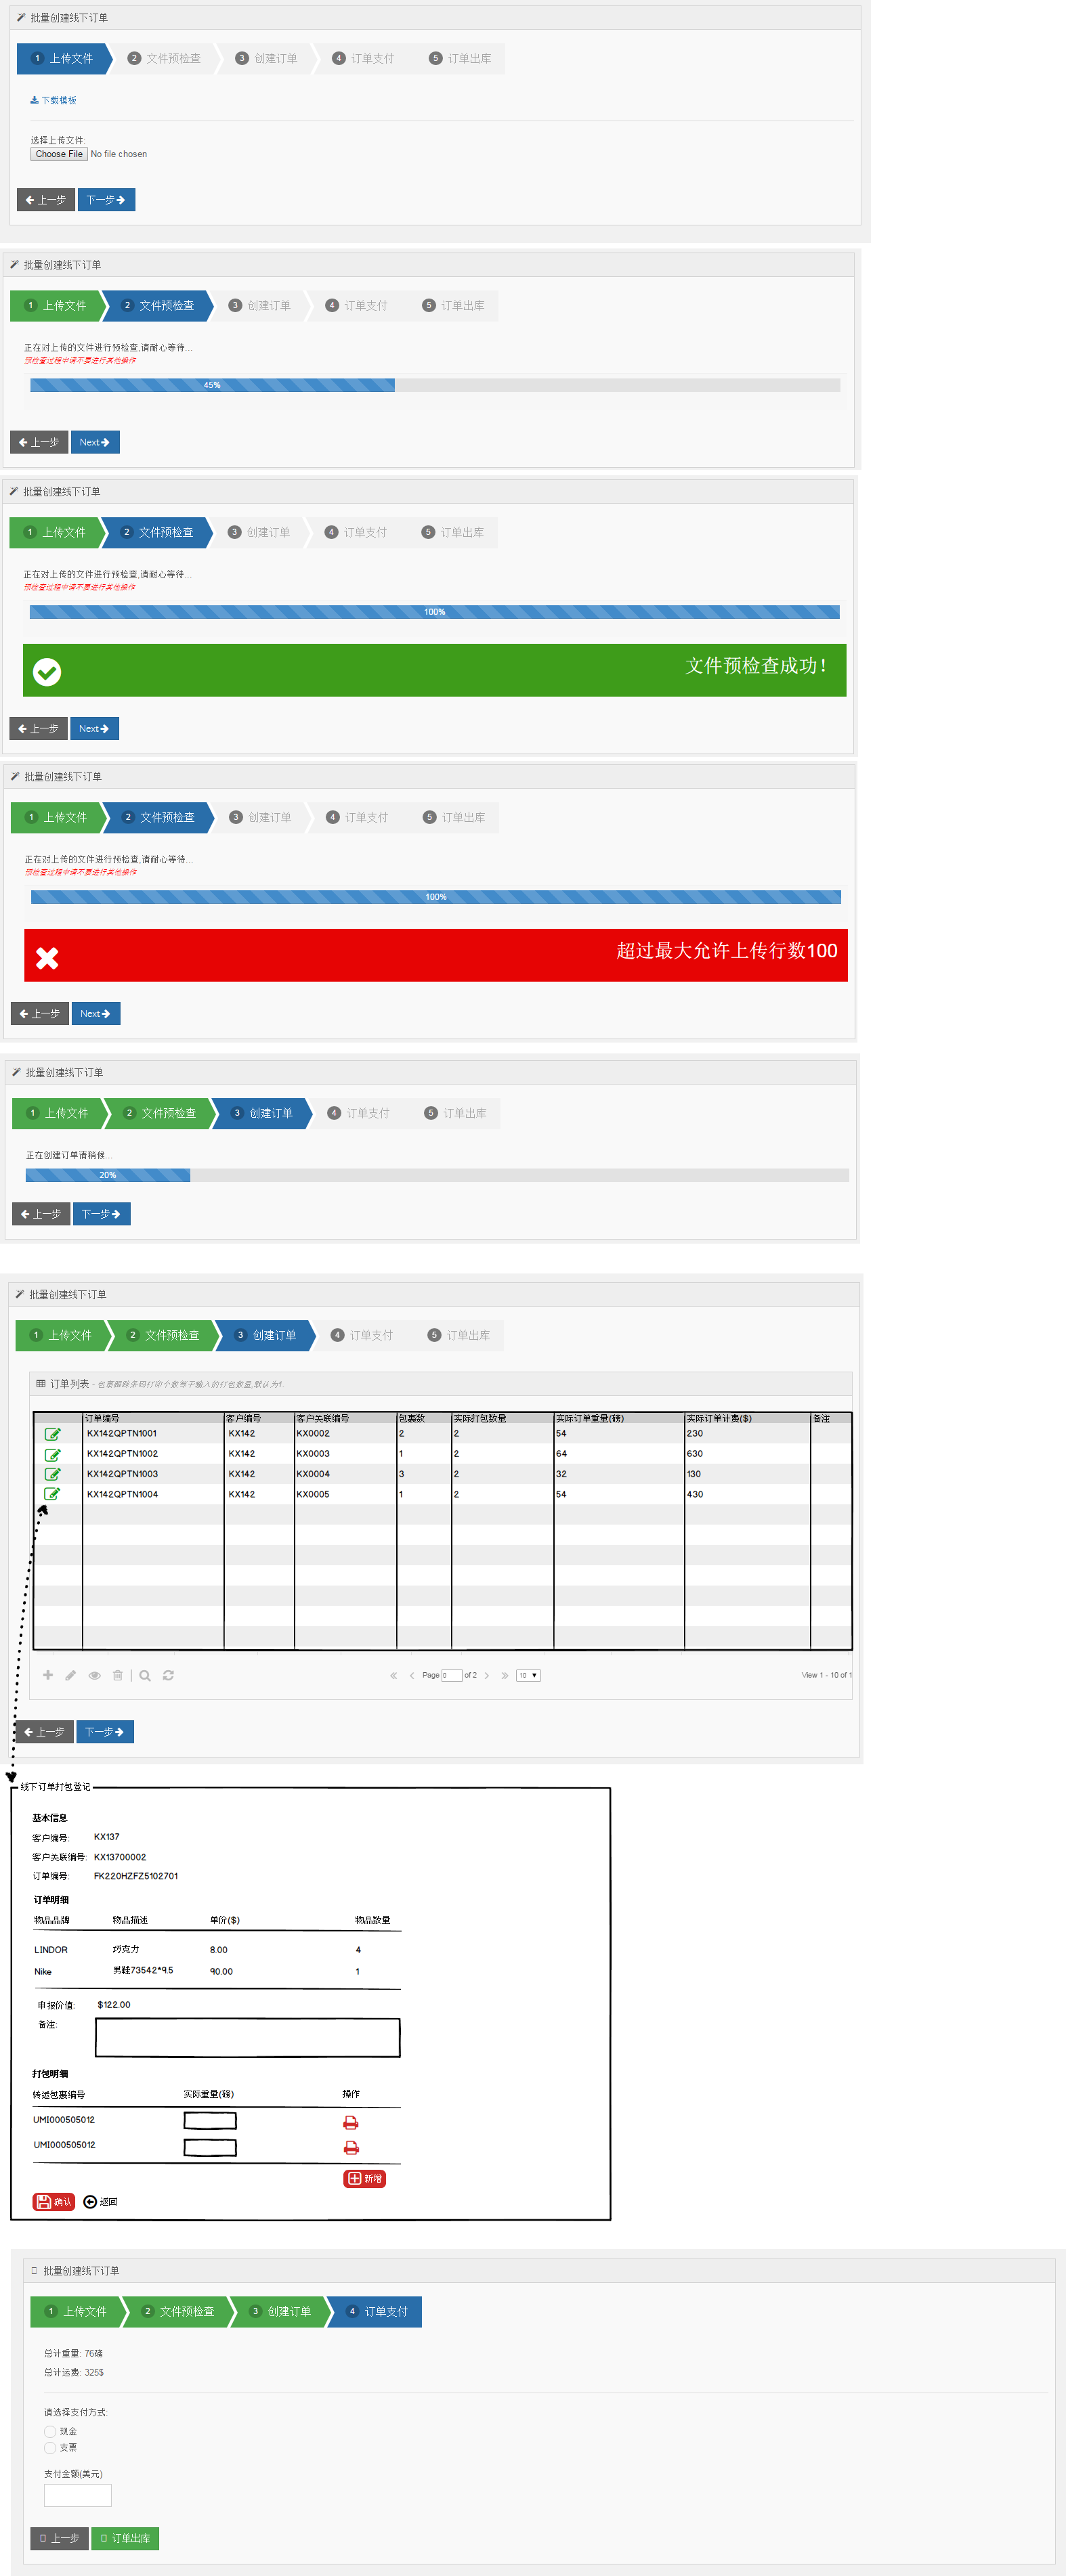 批量创建线下订单
1 上传文件 2 文件预检查 3 创建订单 4 订单支付 5 订单出库
下载模板
选择上传文件:
Choose File No file chosen
上一步 下一步
批量创建线下订单
1 上传文件 2 文件预检查 3 创建订单 4 订单支付 5 订单出库
正在对上传的文件进行预检查,请耐心等待...
预检查过程中请不要进行其他操作
45%
上一步 Next
批量创建线下订单
1 上传文件 2 文件预检查 3 创建订单 4 订单支付 5 订单出库
正在对上传的文件进行预检查,请耐心等待...
预检查过程中请不要进行其他操作
100%
文件预检查成功!
上一步 Next
批量创建线下订单
1 上传文件 2 文件预检查 3 创建订单 4 订单支付 5 订单出库
正在对上传的文件进行预检查,请耐心等待...
预检查过程中请不要进行其他操作
100%
超过最大允许上传行数100
上一步 Next
批量创建线下订单
1 上传文件 2 文件预检查 3 创建订单 4 订单支付 5 订单出库
正在创建订单请稍候...
20%
上一步 下一步
批量创建线下订单
1 上传文件 2 文件预检查 3 创建订单 4 订单支付 5 订单出库
订单列表 - 包裹跟踪条码打印个数等于输入的打包数量,默认为1.
订单编号 客户编号 客户关联编号 包裹数 实际打包数量 实际订单重量(磅) 实际订单计费($) 备注
KX142QPTN1001 KX142 KX0002 2 2 54 230
KX142QPTN1002 KX142 KX0003 1 2 64 630
KX142QPTN1003 KX142 KX0004 3 2 32 130
KX142QPTN1004 KX142 KX0005 1 2 54 430
Page 0 of 2 10 View 1 - 10 of 1
上一步 下一步
线下订单打包登记
基本信息
客户编号: KX137
客户关联编号: KX13700002
订单编号: FK220HZFZ5102701
订单明细
物品品牌 物品描述 单价($) 物品数量
LINDOR 巧克力 8.00 4
Nike 男鞋73542*9.5 90.00 1
申报价值: $122.00
备注:
打包明细
转运包裹编号 实际重量(磅) 操作
UMI000505012
UMI000505012
新增
确认 返回
批量创建线下订单
1 上传文件 2 文件预检查 3 创建订单 4 订单支付
总计重量: 76磅
总计运费: 325$
请选择支付方式:
现金
支票
支付金额(美元)
上一步 订单出库